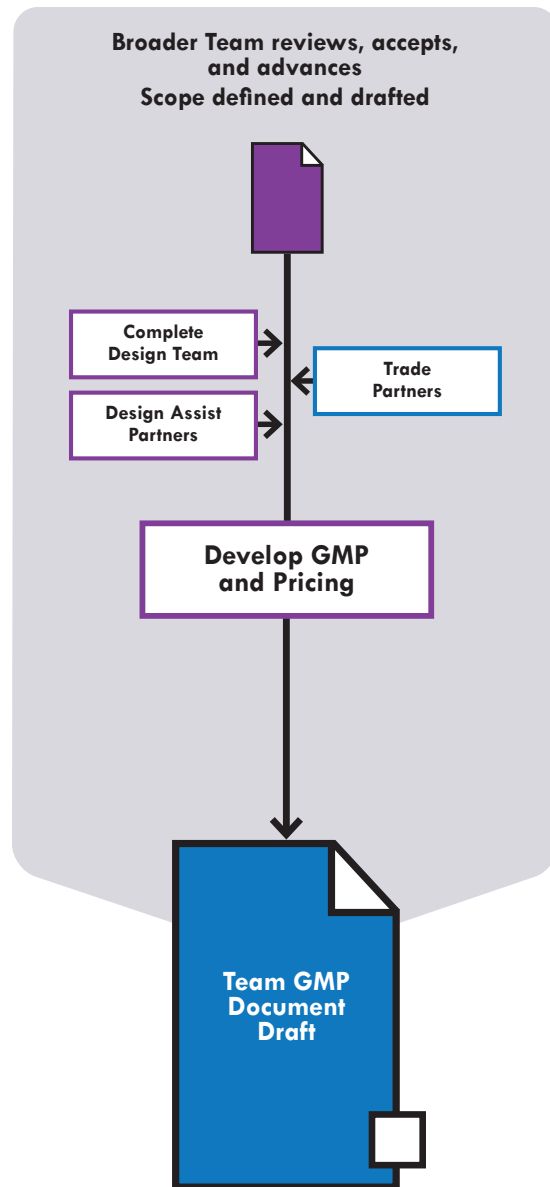 Broader Team reviews, accepts,
and advances
Scope defined and drafted
Complete
Design Team
Trade
Partners
Design Assist
Partners
Develop GMP
and Pricing
Team GMP
Document
Draft